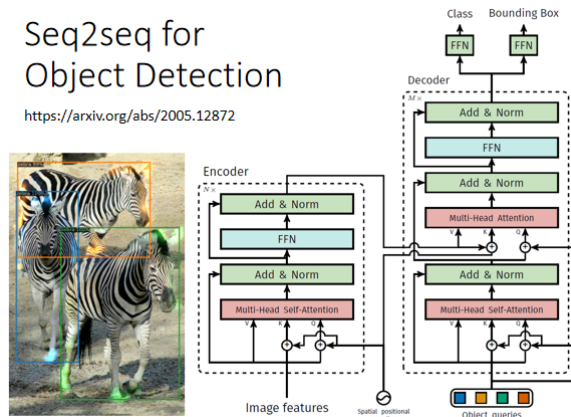 Seq2seq for
Object Detection
https://arxiv.org/abs/2005.12872
Class
Bounding Box
FFN
FFN
Decoder
M×
Add & Norm
FFN
Add & Norm
Multi-Head Attention
V
K
Q
Add & Norm
Multi-Head Self-Attention
V
K
Q
Object queries
Encoder
N×
Add & Norm
FFN
Add & Norm
Multi-Head Self-Attention
V
K
Q
Image features
Spatial positional